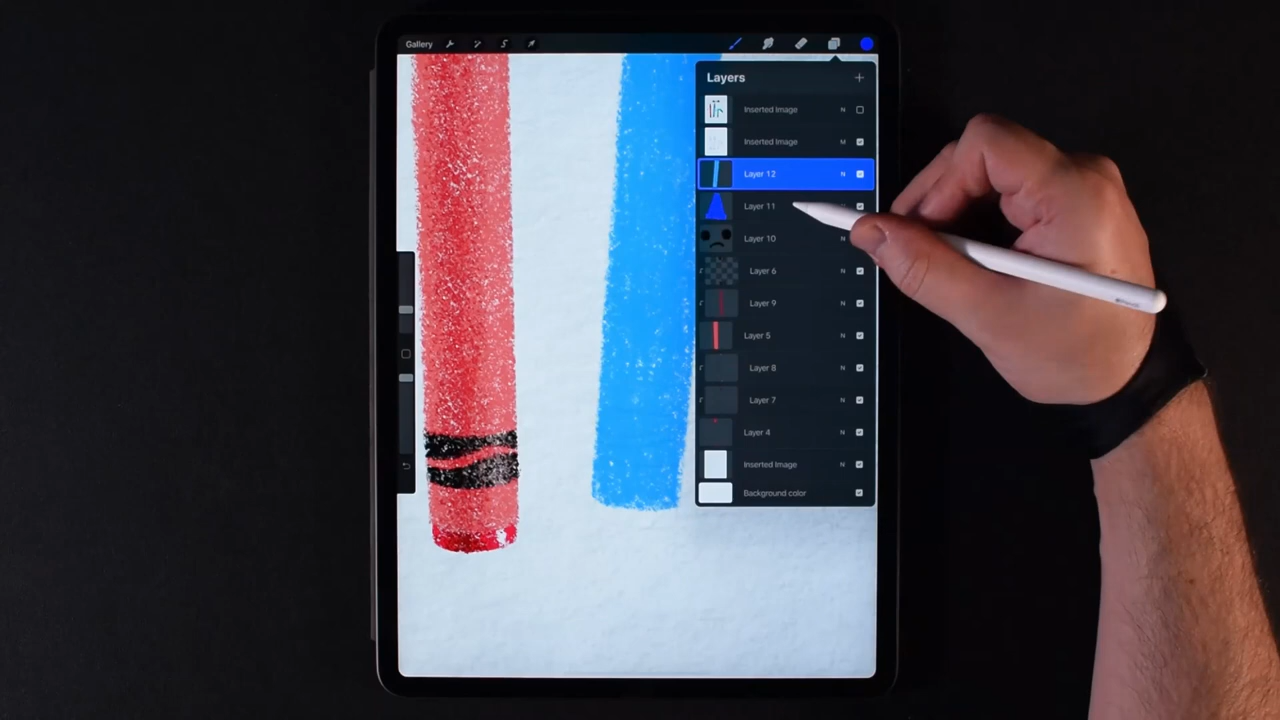 Gallery
Layers
Inserted Image N
Inserted Image M
Layer 12 N
Layer 11
Layer 10 N
Layer 6 N
Layer 9 N
Layer 5 N
Layer 8 N
Layer 7 N
Layer 4 N
Inserted Image N
Background color